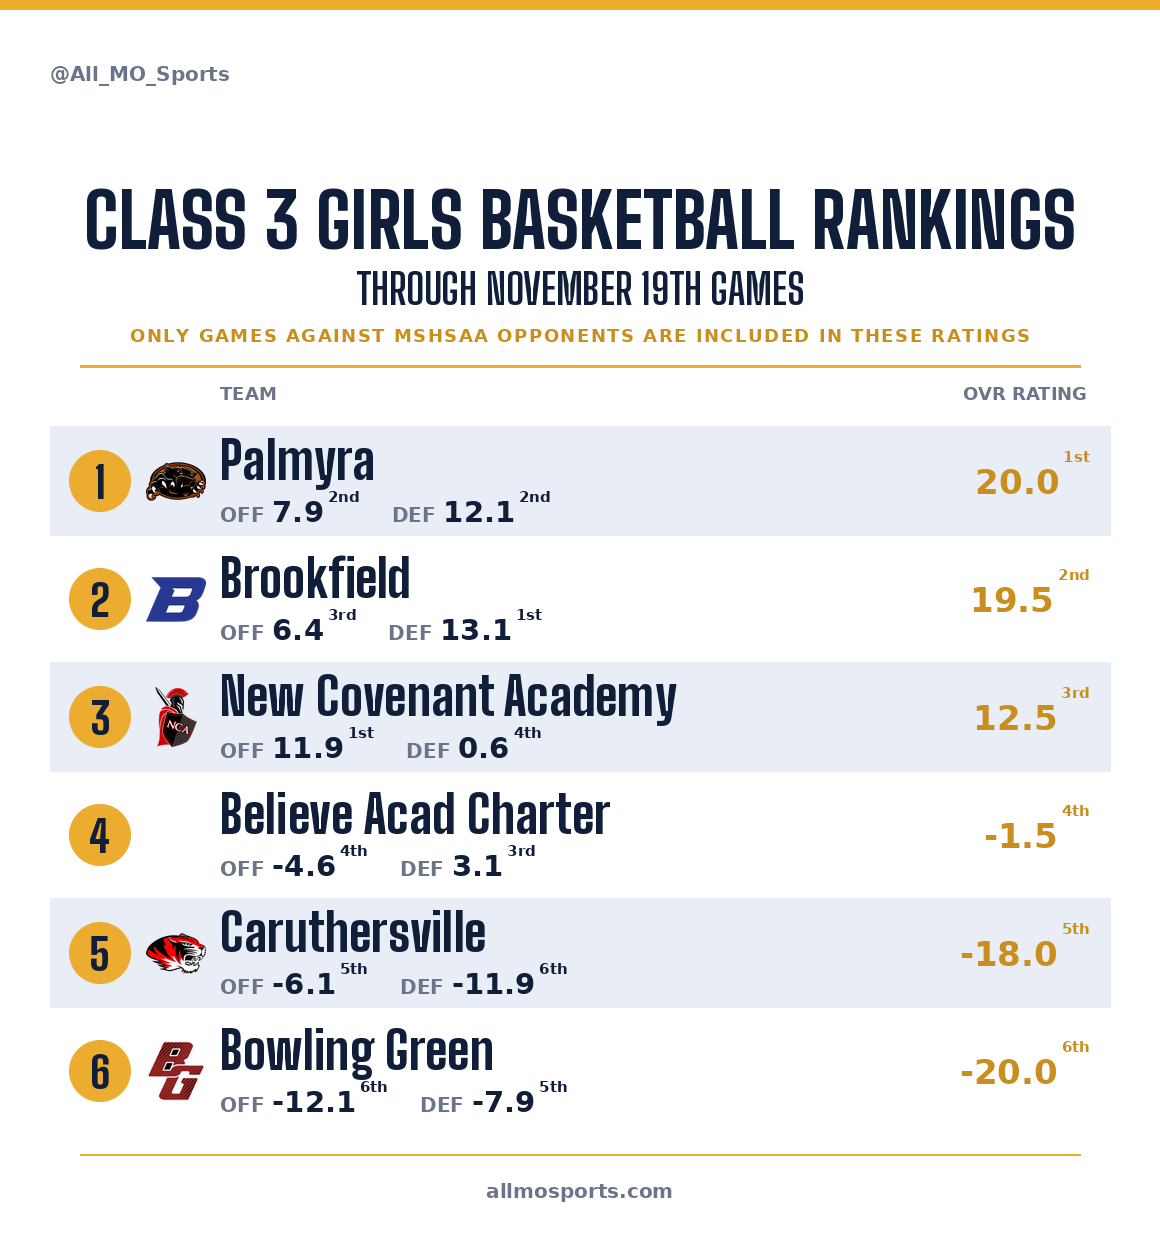 @All_MO_Sports
CLASS 3 GIRLS BASKETBALL RANKINGS
THROUGH NOVEMBER 19TH GAMES
ONLY GAMES AGAINST MSHSAA OPPONENTS ARE INCLUDED IN THESE RATINGS
TEAM OVR RATING
1 Palmyra 20.0 1st
OFF 7.9 2nd DEF 12.1 2nd
2 B Brookfield 19.5 2nd
OFF 6.4 3rd DEF 13.1 1st
3 NCA New Covenant Academy 12.5 3rd
OFF 11.9 1st DEF 0.6 4th
4 Believe Acad Charter -1.5 4th
OFF -4.6 4th DEF 3.1 3rd
5 Caruthersville -18.0 5th
OFF -6.1 5th DEF -11.9 6th
6 BG Bowling Green -20.0 6th
OFF -12.1 6th DEF -7.9 5th
allmosports.com